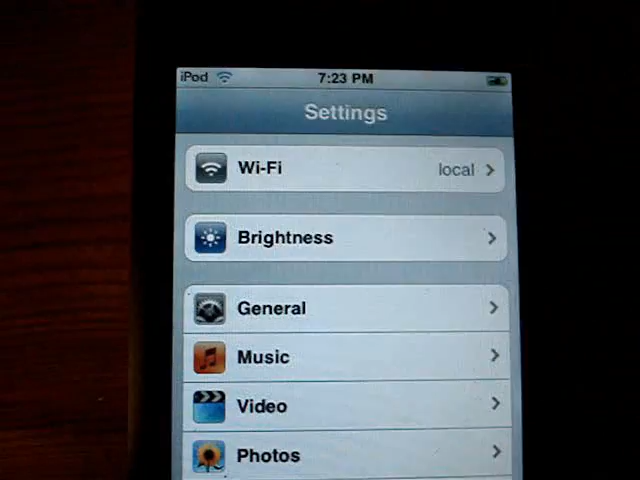 iPod 7:23 PM
Settings
Wi-Fi local
Brightness
General
Music
Video
Photos